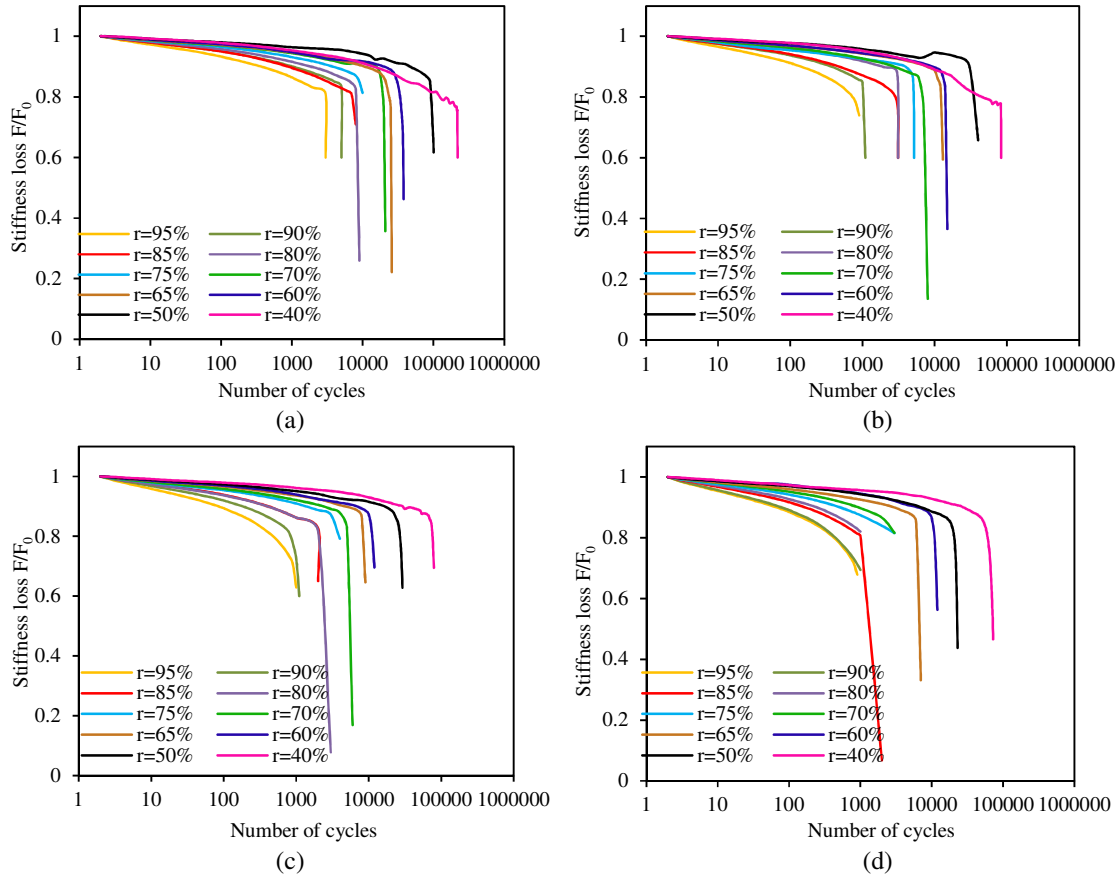 Stiffness loss F/F0
1
0.8
0.6
0.4
0.2
0
r=95% r=90%
r=85% r=80%
r=75% r=70%
r=65% r=60%
r=50% r=40%
1 10 100 1000 10000 100000 1000000
Number of cycles
(a)
Stiffness loss F/F0
1
0.8
0.6
0.4
0.2
0
r=95% r=90%
r=85% r=80%
r=75% r=70%
r=65% r=60%
r=50% r=40%
1 10 100 1000 10000 100000 1000000
Number of cycles
(b)
Stiffness loss F/F0
1
0.8
0.6
0.4
0.2
0
r=95% r=90%
r=85% r=80%
r=75% r=70%
r=65% r=60%
r=50% r=40%
1 10 100 1000 10000 100000 1000000
Number of cycles
(c)
Stiffness loss F/F0
1
0.8
0.6
0.4
0.2
0
r=95% r=90%
r=85% r=80%
r=75% r=70%
r=65% r=60%
r=50% r=40%
1 10 100 1000 10000 100000 1000000
Number of cycles
(d)